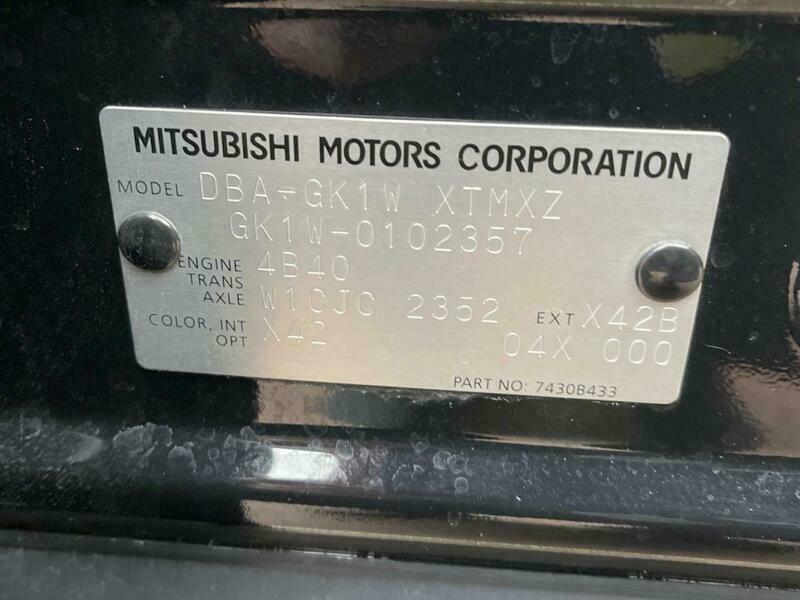 MITSUBISHI MOTORS CORPORATION
MODEL DBA-GK1W XTMXZ
GK1W-0102357
ENGINE 4B40
TRANS
AXLE W1CJC 2352 EXT X42B
COLOR, INT X42
OPT 04X 000
PART NO: 7430B433